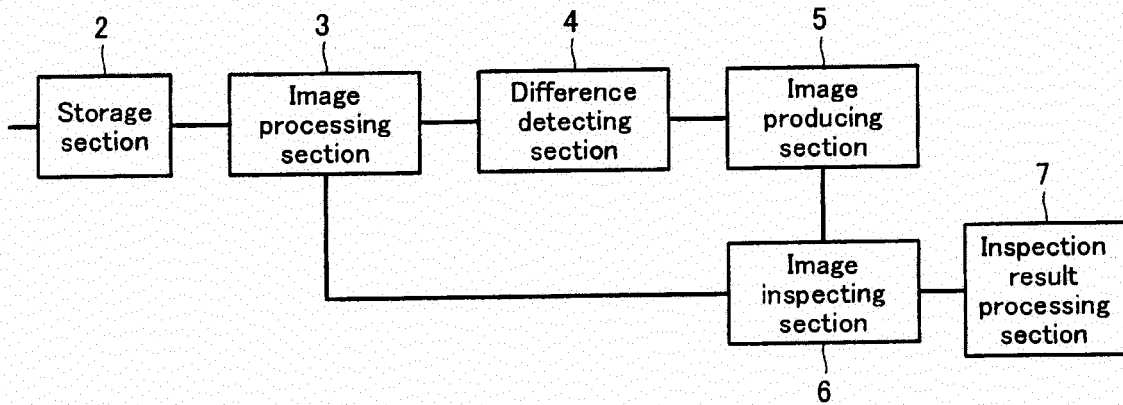 2
Storage
section
3
Image
processing
section
4
Difference
detecting
section
5
Image
producing
section
Image
inspecting
section
6
7
Inspection
result
processing
section